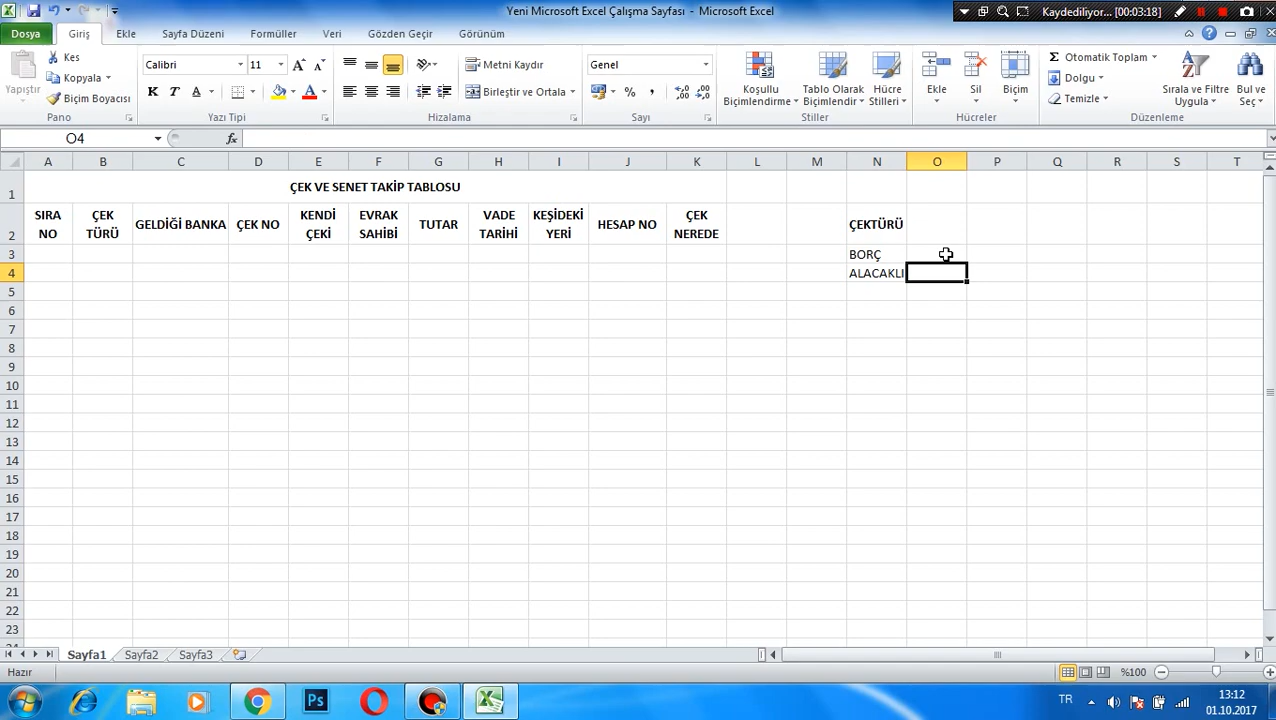 Yeni Microsoft Excel Çalışma Sayfası - Microsoft Excel
Kaydediliyor... [00:03:18]
Dosya Giriş Ekle Sayfa Düzeni Formüller Veri Gözden Geçir Görünüm
Yapıştır
Kes
Kopyala
Biçim Boyacısı
Pano
Calibri 11
K T A
Yazı Tipi
Metni Kaydır
Birleştir ve Ortala
Hizalama
Genel
% ,
Sayı
Koşullu Biçimlendirme
Tablo Olarak Biçimlendir
Hücre Stilleri
Stiller
Ekle Sil Biçim
Hücreler
Otomatik Toplam
Dolgu
Temizle
Sırala ve Filtre Uygula
Bul ve Seç
Düzenleme
O4 fx
A B C D E F G H I J K L M N O P Q R S T
1 ÇEK VE SENET TAKİP TABLOSU
2 SIRA NO ÇEK TÜRÜ GELDİĞİ BANKA ÇEK NO KENDİ ÇEKİ EVRAK SAHİBİ TUTAR VADE TARİHİ KEŞİDEKİ YERİ HESAP NO ÇEK NEREDE ÇEKTÜRÜ
3 BORÇ
4 ALACAKLI
5
6
7
8
9
10
11
12
13
14
15
16
17
18
19
20
21
22
23
Sayfa1 Sayfa2 Sayfa3
Hazır %100
TR 13:12
01.10.2017